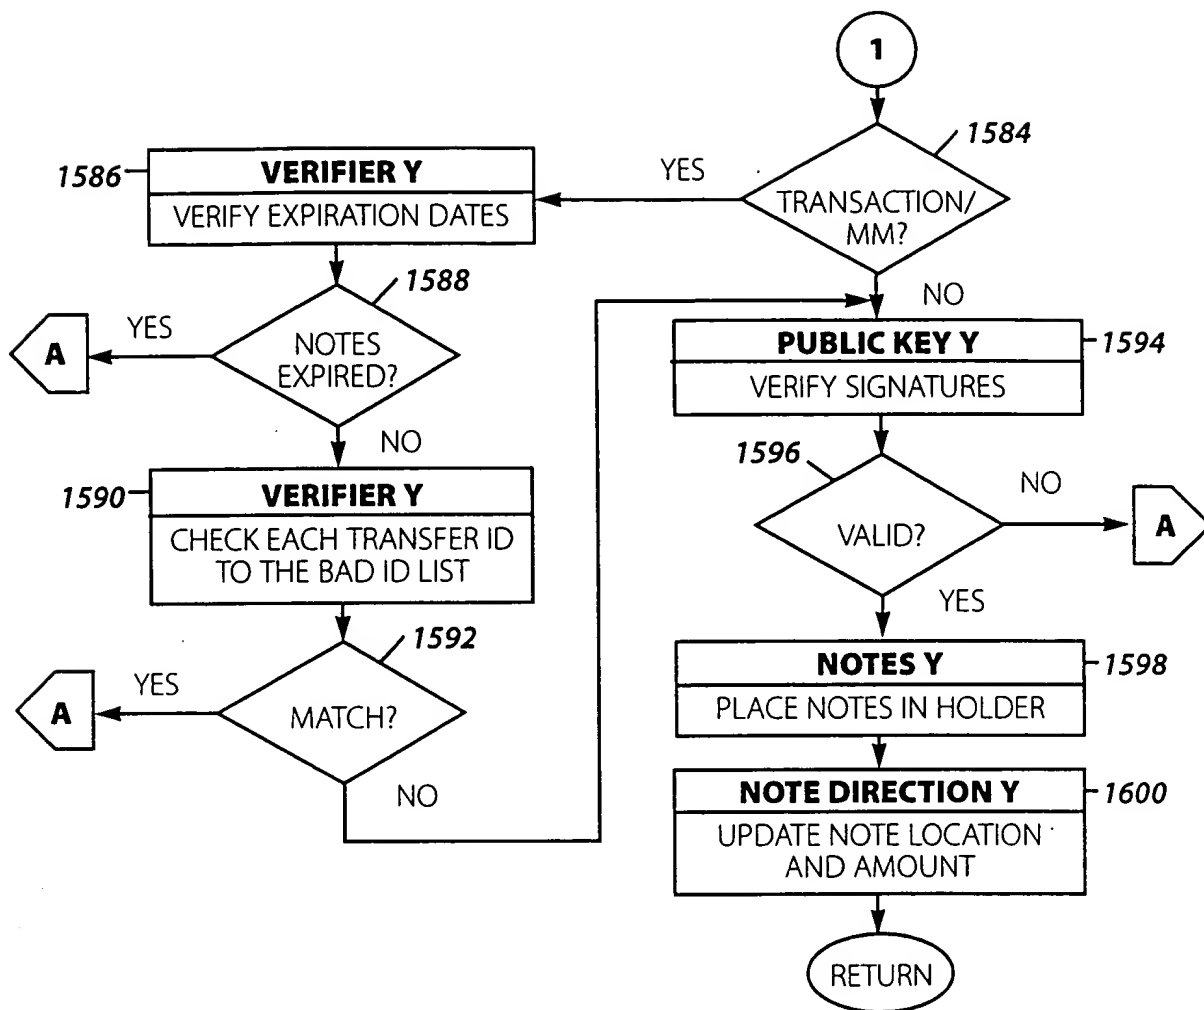 1
1584
TRANSACTION/
MM?
YES
NO
1586
VERIFIER Y
VERIFY EXPIRATION DATES
1588
NOTES
EXPIRED?
YES
A
NO
1590
VERIFIER Y
CHECK EACH TRANSFER ID
TO THE BAD ID LIST
1592
MATCH?
YES
A
NO
PUBLIC KEY Y
1594
VERIFY SIGNATURES
1596
VALID?
NO
A
YES
NOTES Y
1598
PLACE NOTES IN HOLDER
NOTE DIRECTION Y
1600
UPDATE NOTE LOCATION
AND AMOUNT
RETURN